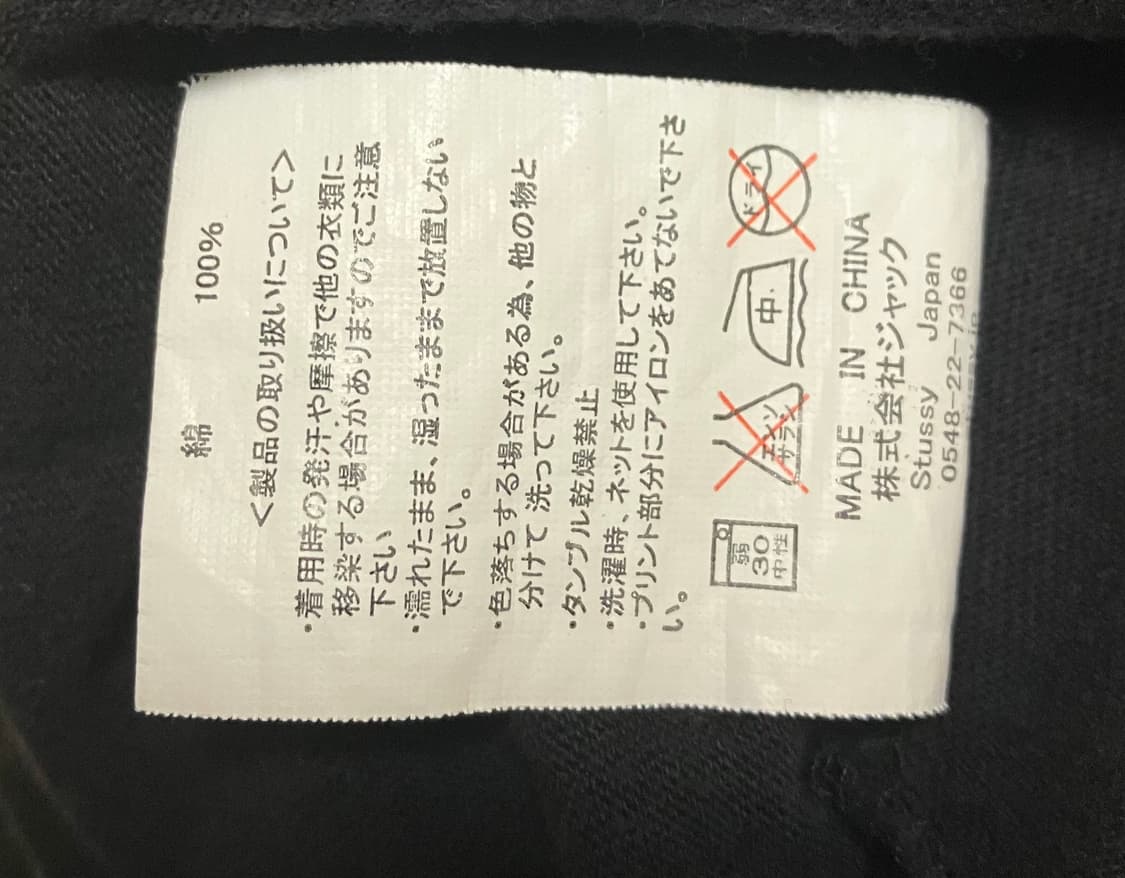 綿 100%
<製品の取り扱いについて>
・着用時の発汗や摩擦で他の衣類に
移染する場合がありますのでご注意
下さい
・濡れたまま、湿ったままで放置しない
で下さい。
・色落ちする場合がある為、他の物と
分けて 洗って下さい。
・タンブル乾燥禁止
・洗濯時、ネットを使用して下さい。
・プリント部分にアイロンをあてないで下さ
い。
弱
30
中性
エンソ
サラシ
中
ドライ
MADE IN CHINA
株式会社ジャック
Stussy Japan
0548-22-7366